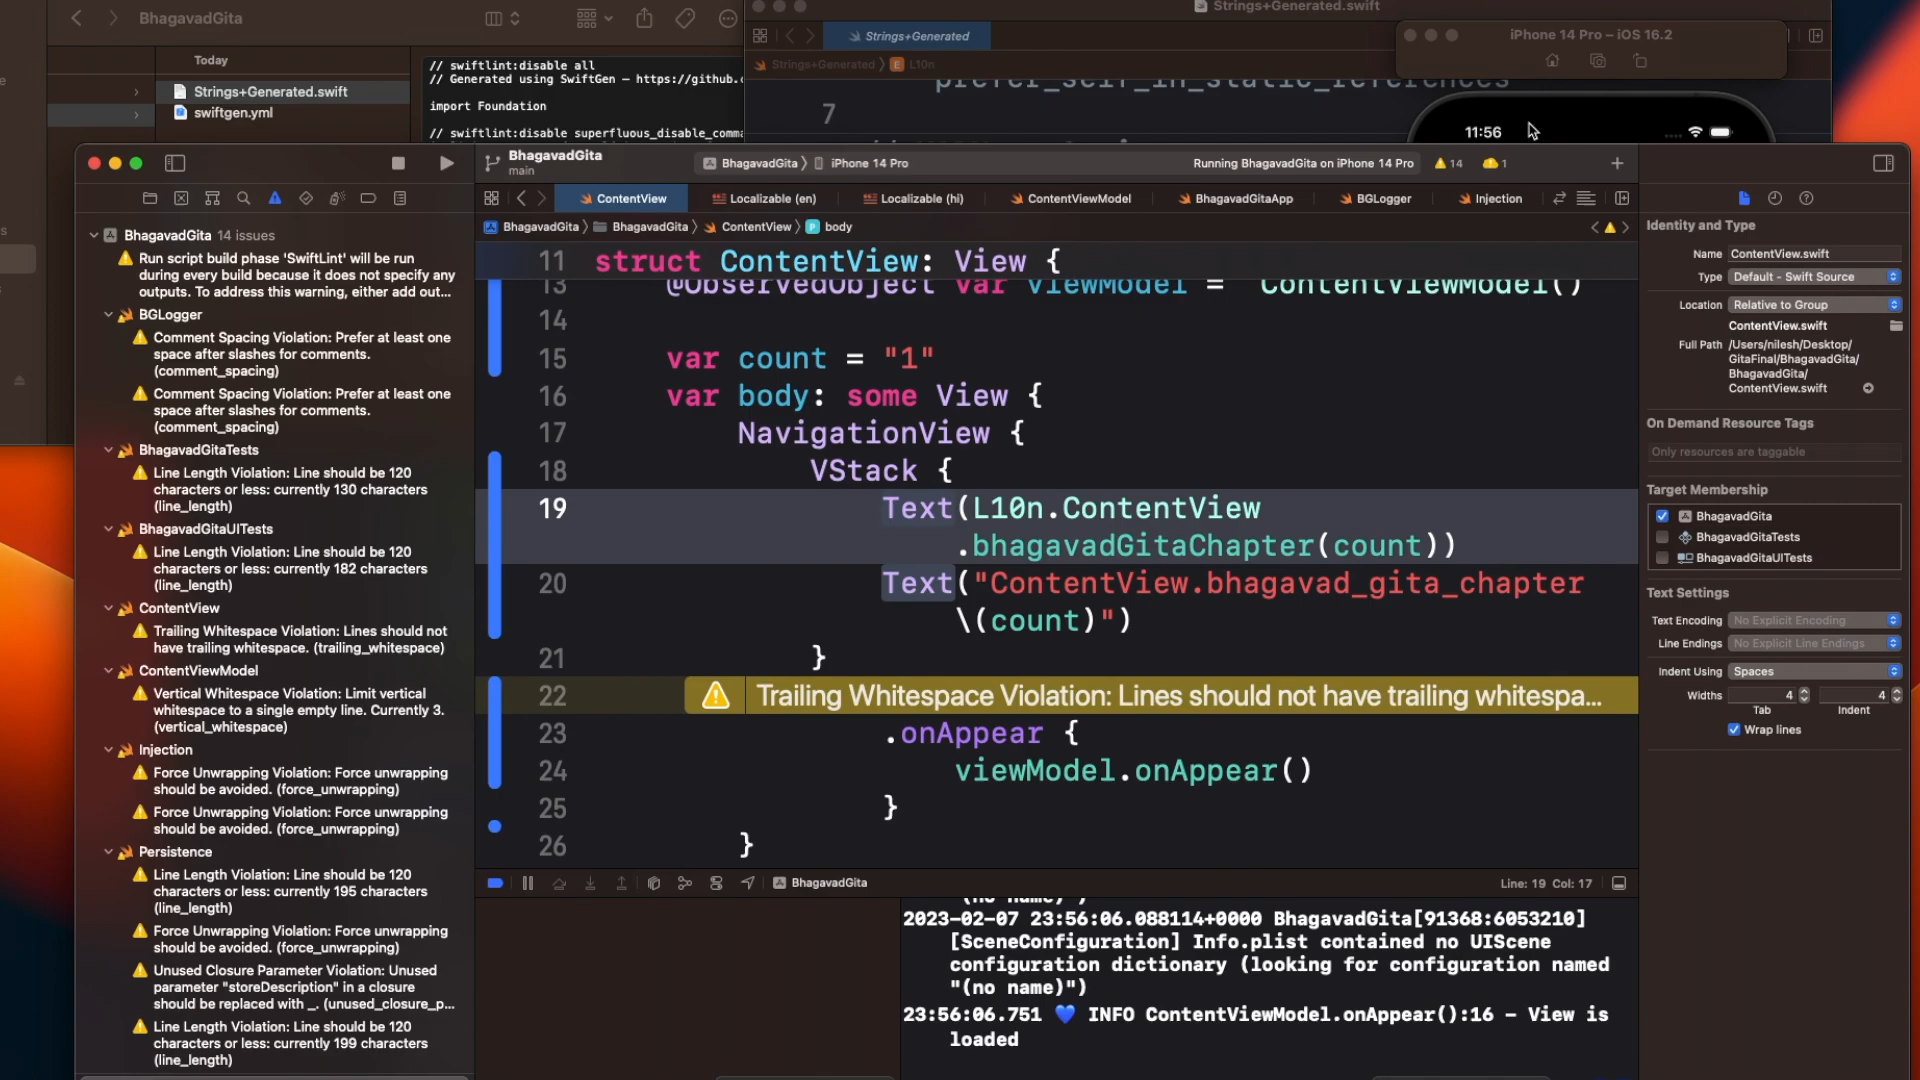 BhagavadGita
Today
Strings+Generated.swift
swiftgen.yml
// swiftlint:disable all
// Generated using SwiftGen — https://github.
import Foundation
// swiftlint:disable superfluous_disable_comma
Strings+Generated.swift
Strings+Generated
Strings+Generated
L10n
prefer_self_in_static_references
7
iPhone 14 Pro – iOS 16.2
11:56
BhagavadGita
main
BhagavadGita
iPhone 14 Pro
Running BhagavadGita on iPhone 14 Pro
14
1
ContentView
Localizable (en)
Localizable (hi)
ContentViewModel
BhagavadGitaApp
BGLogger
Injection
BhagavadGita
BhagavadGita
ContentView
body
BhagavadGita 14 issues
Run script build phase 'SwiftLint' will be run
during every build because it does not specify any
outputs. To address this warning, either add out...
BGLogger
Comment Spacing Violation: Prefer at least one
space after slashes for comments.
(comment_spacing)
Comment Spacing Violation: Prefer at least one
space after slashes for comments.
(comment_spacing)
BhagavadGitaTests
Line Length Violation: Line should be 120
characters or less: currently 130 characters
(line_length)
BhagavadGitaUITests
Line Length Violation: Line should be 120
characters or less: currently 182 characters
(line_length)
ContentView
Trailing Whitespace Violation: Lines should not
have trailing whitespace. (trailing_whitespace)
ContentViewModel
Vertical Whitespace Violation: Limit vertical
whitespace to a single empty line. Currently 3.
(vertical_whitespace)
Injection
Force Unwrapping Violation: Force unwrapping
should be avoided. (force_unwrapping)
Force Unwrapping Violation: Force unwrapping
should be avoided. (force_unwrapping)
Persistence
Line Length Violation: Line should be 120
characters or less: currently 195 characters
(line_length)
Force Unwrapping Violation: Force unwrapping
should be avoided. (force_unwrapping)
Unused Closure Parameter Violation: Unused
parameter "storeDescription" in a closure
should be replaced with _. (unused_closure_p...
Line Length Violation: Line should be 120
characters or less: currently 199 characters
(line_length)
11 struct ContentView: View {
13 @ObservedObject var viewModel = ContentViewModel()
14
15 var count = "1"
16 var body: some View {
17 NavigationView {
18 VStack {
19 Text(L10n.ContentView
.bhagavadGitaChapter(count))
20 Text("ContentView.bhagavad_gita_chapter
\(count)")
21 }
22 Trailing Whitespace Violation: Lines should not have trailing whitespa...
23 .onAppear {
24 viewModel.onAppear()
25 }
26 }
BhagavadGita
Line: 19 Col: 17
"(no name)")
2023-02-07 23:56:06.088114+0000 BhagavadGita[91368:6053210]
[SceneConfiguration] Info.plist contained no UIScene
configuration dictionary (looking for configuration named
"(no name)")
23:56:06.751 💙 INFO ContentViewModel.onAppear():16 - View is
loaded
Identity and Type
Name ContentView.swift
Type Default - Swift Source
Location Relative to Group
ContentView.swift
Full Path /Users/nilesh/Desktop/
GitaFinal/BhagavadGita/
BhagavadGita/
ContentView.swift
On Demand Resource Tags
Only resources are taggable
Target Membership
BhagavadGita
BhagavadGitaTests
BhagavadGitaUITests
Text Settings
Text Encoding No Explicit Encoding
Line Endings No Explicit Line Endings
Indent Using Spaces
Widths 4 4
Tab Indent
Wrap lines